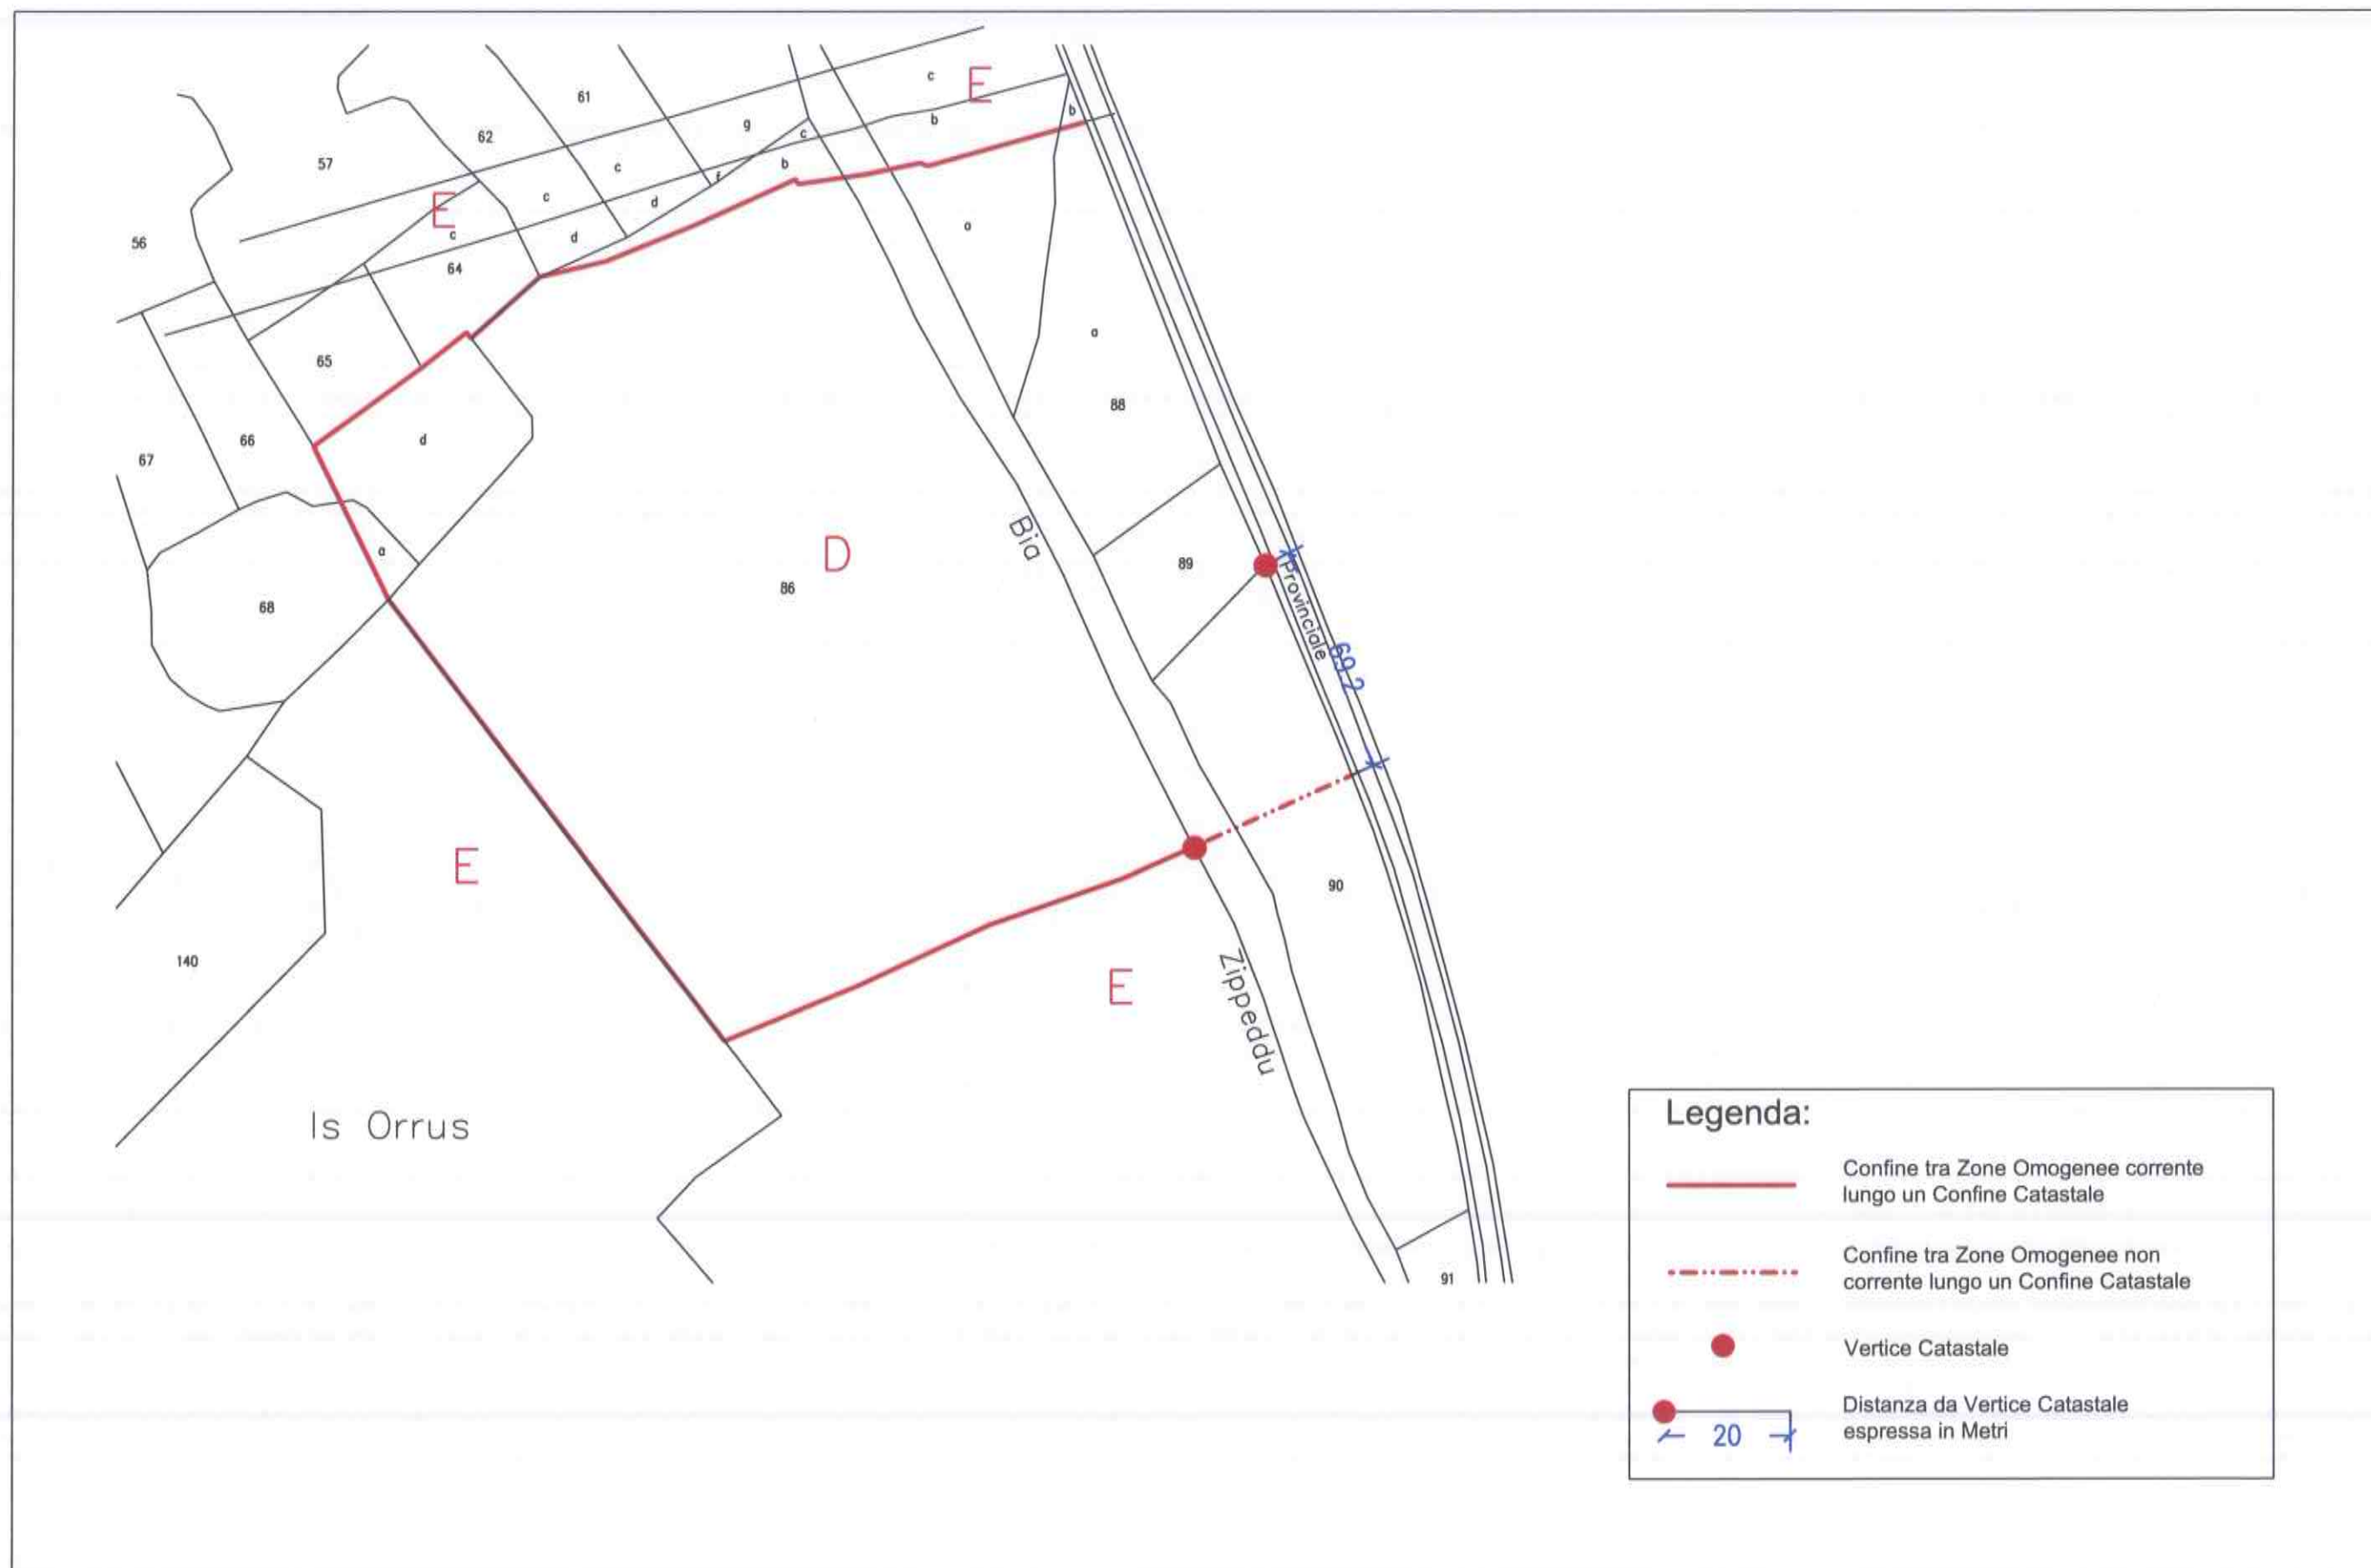 c
E
61
b
b
g
62
c
57
b
c
f
c
d
E
c
d
56
64
a
a
65
88
66
d
67
Bia
D
a
89
86
Provinciale
68
69.2
E
90
140
E
Zippeddu
Is Orrus
91
Legenda:
Confine tra Zone Omogenee corrente
lungo un Confine Catastale
Confine tra Zone Omogenee non
corrente lungo un Confine Catastale
Vertice Catastale
Distanza da Vertice Catastale
espressa in Metri
20